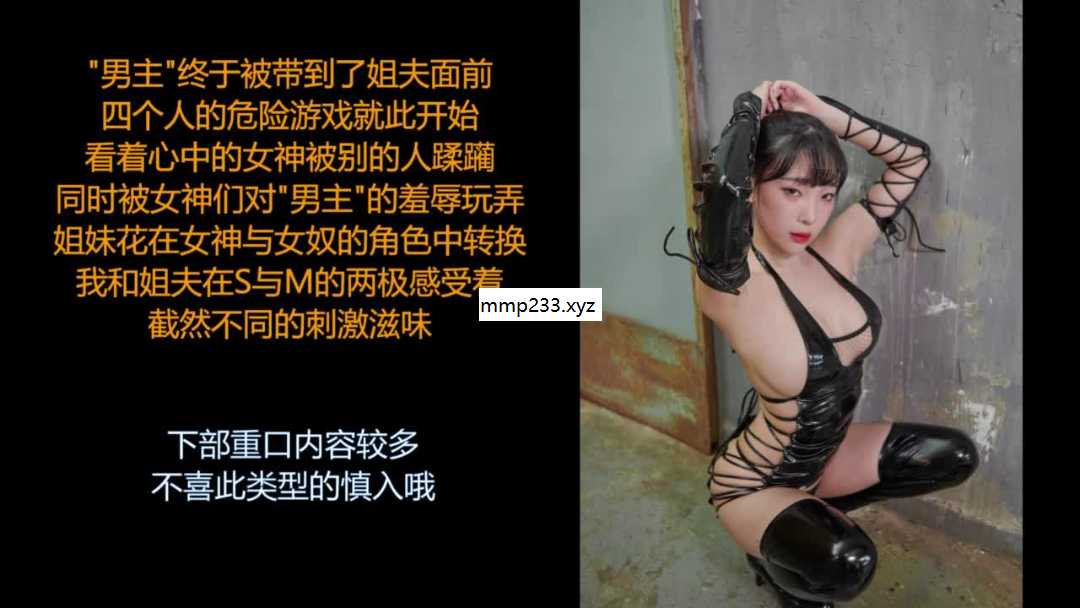 "男主"终于被带到了姐夫面前
四个人的危险游戏就此开始
看着心中的女神被别的人蹂躏
同时被女神们对"男主"的羞辱玩弄
姐妹花在女神与女奴的角色中转换
我和姐夫在S与M的两极感受着
mmp233.xyz
截然不同的刺激滋味
下部重口内容较多
不喜此类型的慎入哦